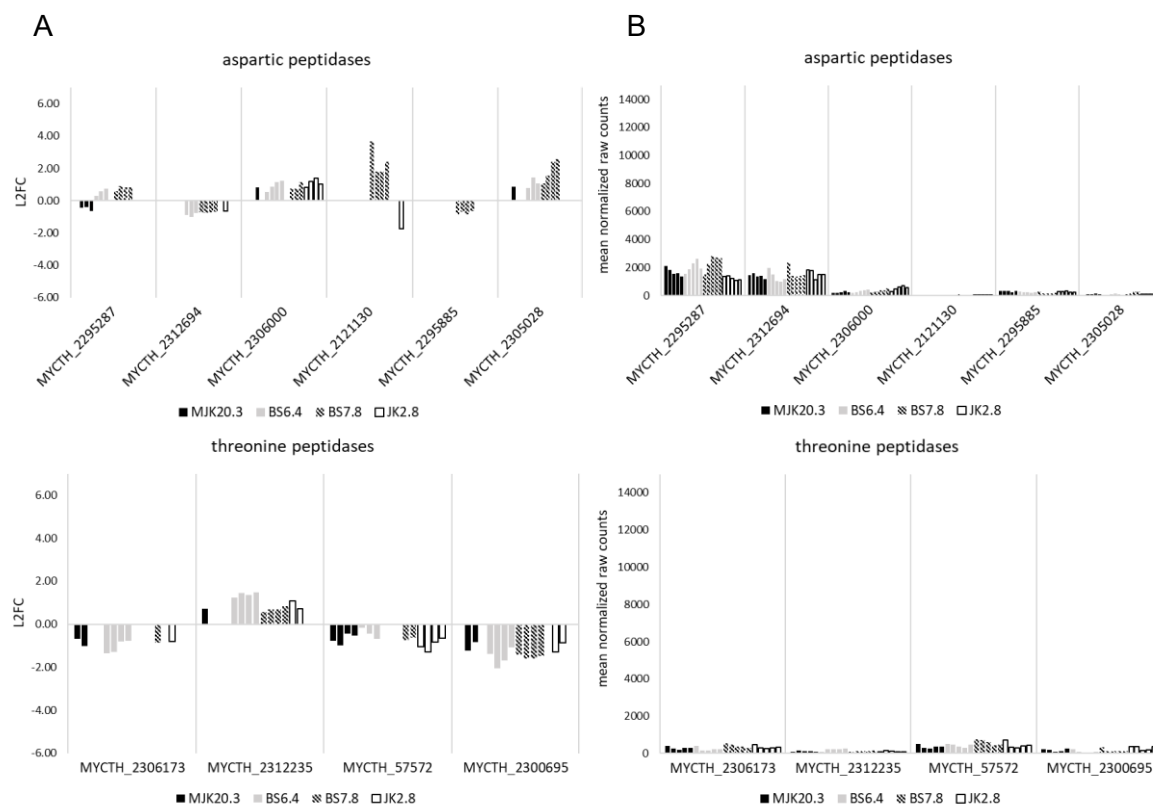 A
B
aspartic peptidases
6.00
4.00
2.00
0.00
-2.00
-4.00
-6.00
L2FC
MYCTH_2295287
MYCTH_2312694
MYCTH_2306000
MYCTH_2121130
MYCTH_2295885
MYCTH_2305028
MJK20.3 BS6.4 BS7.8 JK2.8
aspartic peptidases
14000
12000
10000
8000
6000
4000
2000
0
mean normalized raw counts
MYCTH_2295287
MYCTH_2312694
MYCTH_2306000
MYCTH_2121130
MYCTH_2295885
MYCTH_2305028
MJK20.3 BS6.4 BS7.8 JK2.8
threonine peptidases
6.00
4.00
2.00
0.00
-2.00
-4.00
-6.00
L2FC
MYCTH_2306173 MYCTH_2312235 MYCTH_57572 MYCTH_2300695
MJK20.3 BS6.4 BS7.8 JK2.8
threonine peptidases
14000
12000
10000
8000
6000
4000
2000
0
mean normalized raw counts
MYCTH_2306173 MYCTH_2312235 MYCTH_57572 MYCTH_2300695
MJK20.3 BS6.4 BS7.8 JK2.8